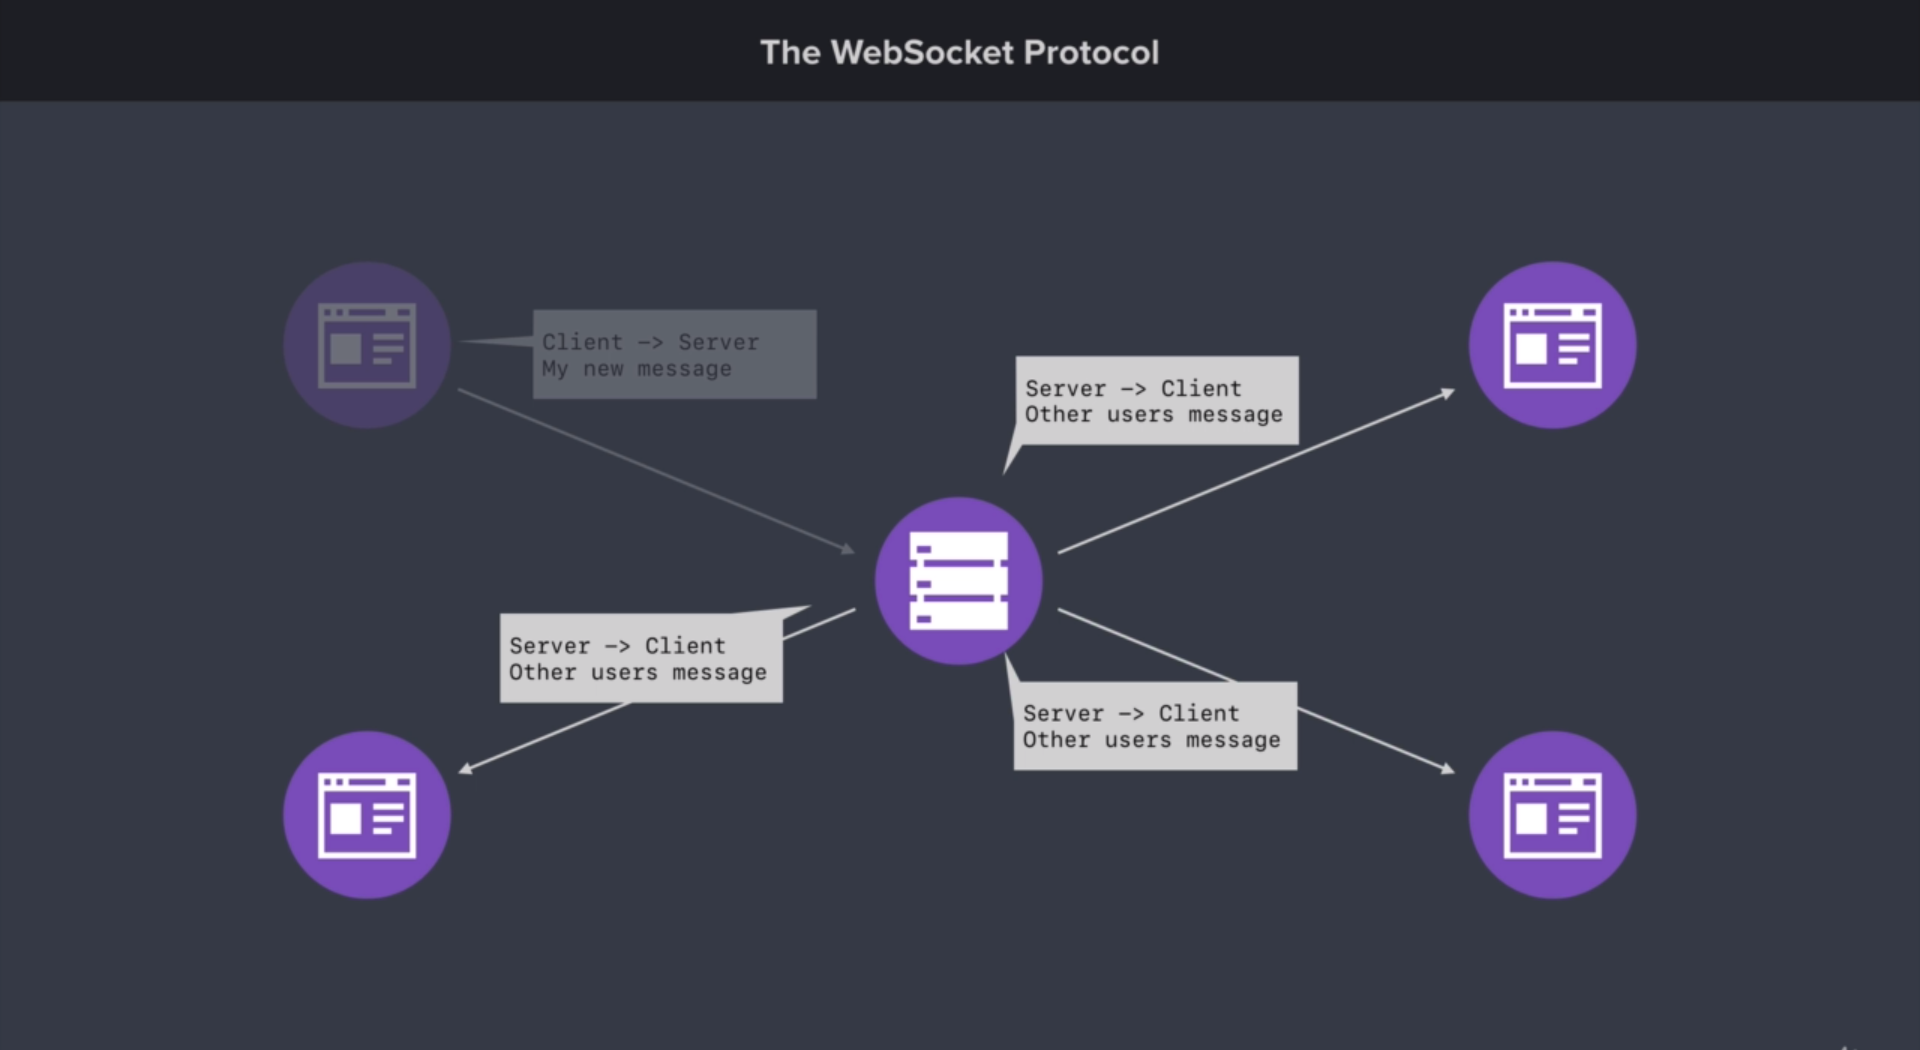 The WebSocket Protocol
Client -> Server
My new message
Server -> Client
Other users message
Server -> Client
Other users message
Server -> Client
Other users message